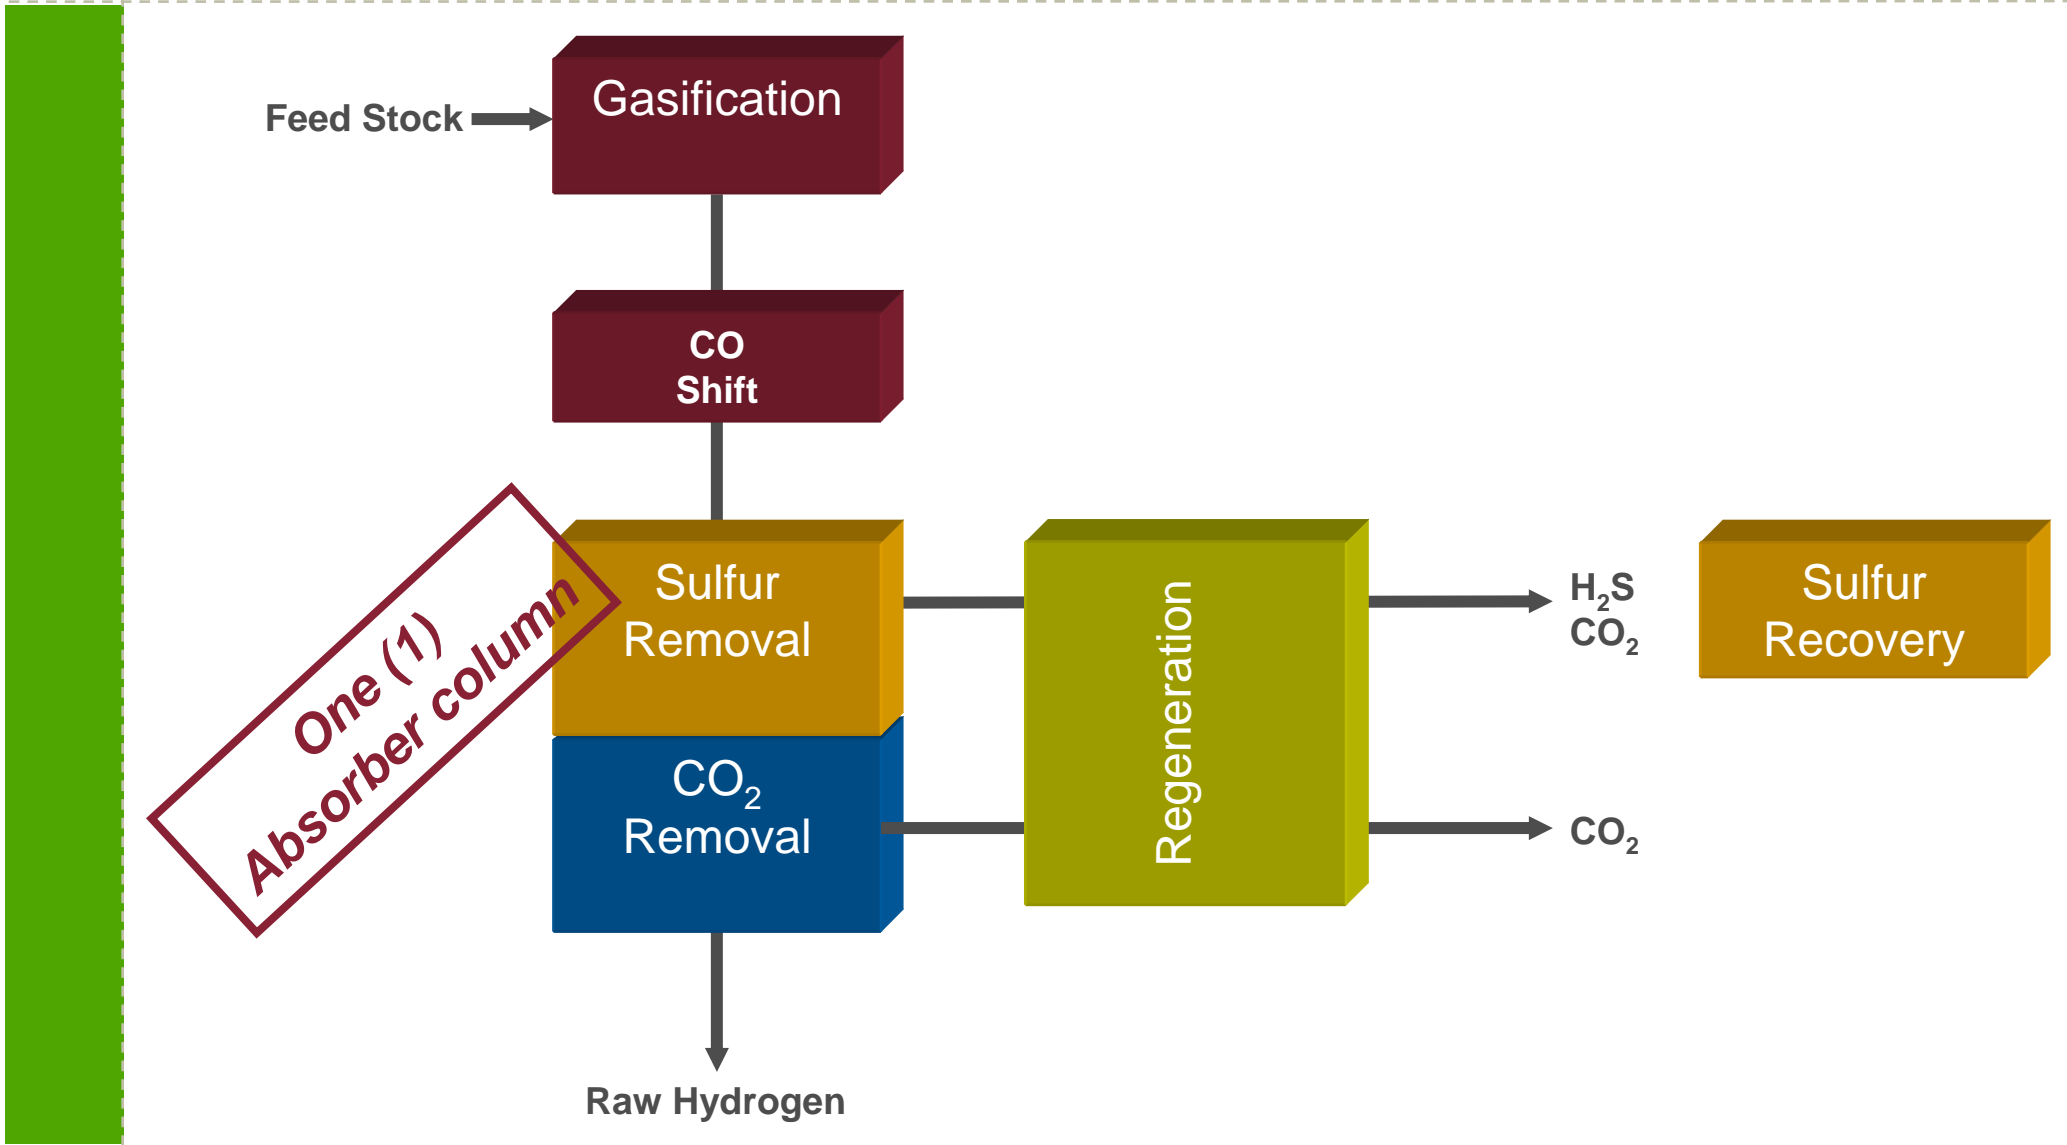 Gasification
Feed Stock
CO
Shift
One (1)
Absorber column
Sulfur
Removal
CO₂
Removal
Regeneration
H₂S
CO₂
Sulfur
Recovery
CO₂
Raw Hydrogen